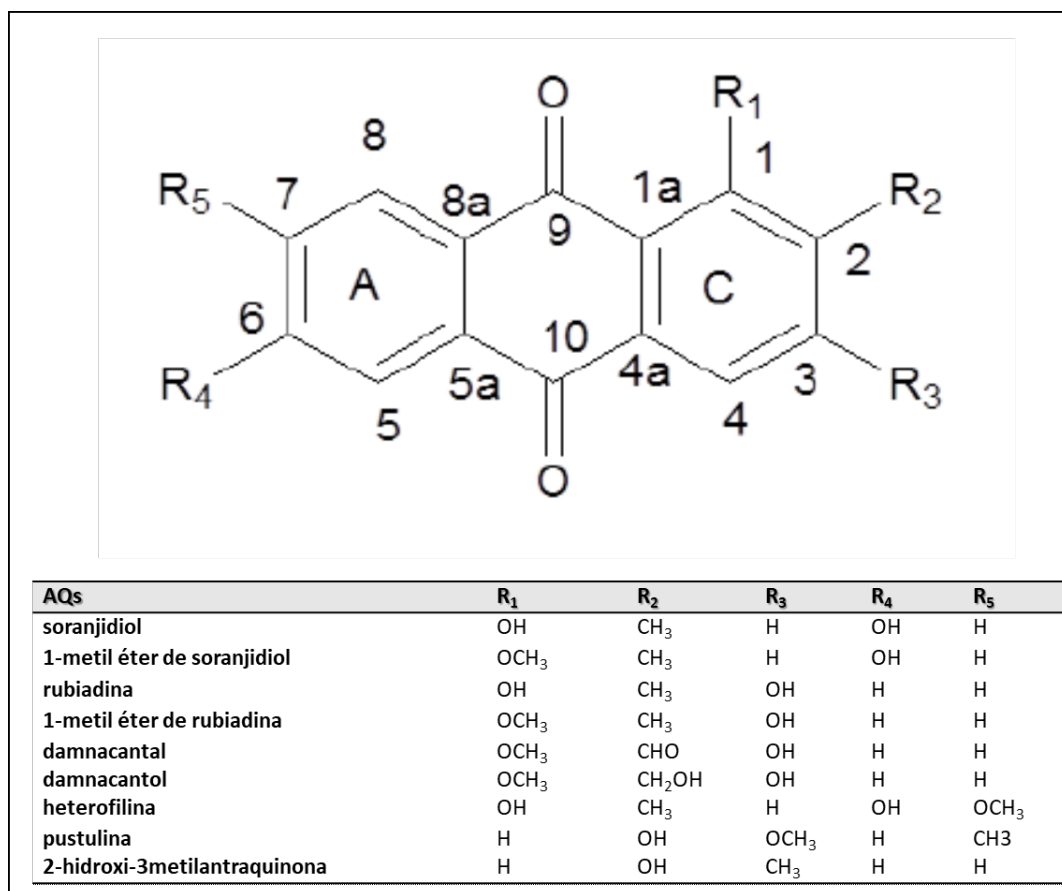 O R₁
8 1
R₅ 7 8a 1a R₂
9 2
A C
6 10
R₄ 5a 4a 3 R₃
5 4
O
AQs R₁ R₂ R₃ R₄ R₅
soranjidiol OH CH₃ H OH H
1-metil éter de soranjidiol OCH₃ CH₃ H OH H
rubiadina OH CH₃ OH H H
1-metil éter de rubiadina OCH₃ CH₃ OH H H
damnacantal OCH₃ CHO OH H H
damnacantol OCH₃ CH₂OH OH H H
heterofilina OH CH₃ H OH OCH₃
pustulina H OH OCH₃ H CH3
2-hidroxi-3metilantraquinona H OH CH₃ H H